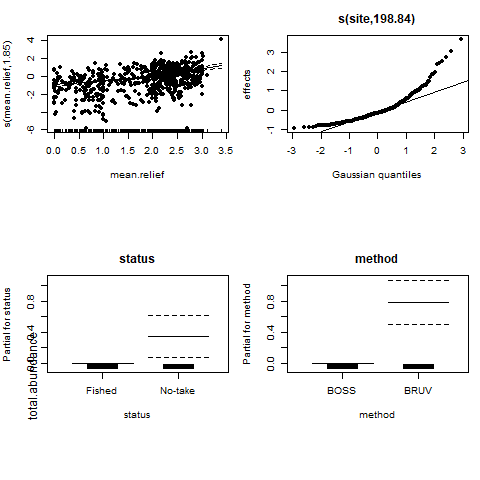 s(site,198.84)
s(mean.relief,1.85)
4
2
0
-2
-6
0.0 0.5 1.0 1.5 2.0 2.5 3.0 3.5
mean.relief
effects
3
2
1
0
-1
-3 -2 -1 0 1 2 3
Gaussian quantiles
status
Partial for status
0.8
0.4
0.0
Fished No-take
status
total.abundance
method
Partial for method
0.8
0.4
0.0
BOSS BRUV
method